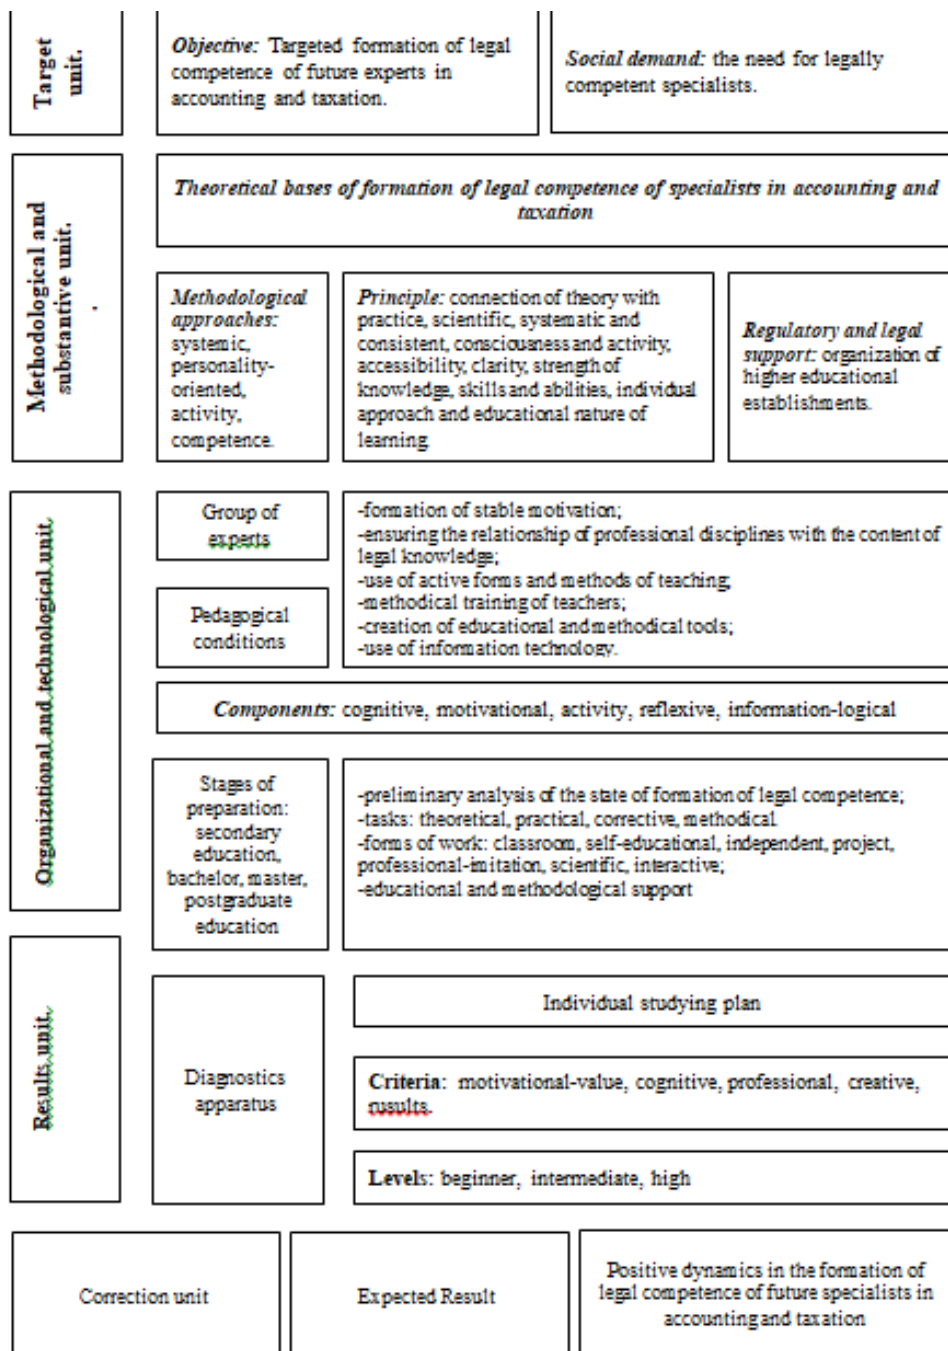 Target
unit.
Objective: Targeted formation of legal
competence of future experts in
accounting and taxation.
Social demand: the need for legally
competent specialists.
Methodological and
substantive unit.
.
Theoretical bases of formation of legal competence of specialists in accounting and
taxation
Methodological
approaches:
systemic,
personality-
oriented,
activity,
competence.
Principle: connection of theory with
practice, scientific, systematic and
consistent, consciousness and activity,
accessibility, clarity, strength of
knowledge, skills and abilities, individual
approach and educational nature of
learning.
Regulatory and legal
support: organization of
higher educational
establishments.
Organizational and technological unit.
Group of
experts
Pedagogical
conditions
-formation of stable motivation;
-ensuring the relationship of professional disciplines with the content of
legal knowledge;
-use of active forms and methods of teaching;
-methodical training of teachers;
-creation of educational and methodical tools;
-use of information technology.
Components: cognitive, motivational, activity, reflexive, information-logical
Stages of
preparation:
secondary
education,
bachelor, master,
postgraduate
education
-preliminary analysis of the state of formation of legal competence;
-tasks: theoretical, practical, corrective, methodical.
-forms of work: classroom, self-educational, independent, project,
professional-imitation, scientific, interactive;
-educational and methodological support
Results unit.
Diagnostics
apparatus
Individual studying plan
Criteria: motivational-value, cognitive, professional, creative,
rusults.
Levels: beginner, intermediate, high
Correction unit
Expected Result
Positive dynamics in the formation of
legal competence of future specialists in
accounting and taxation